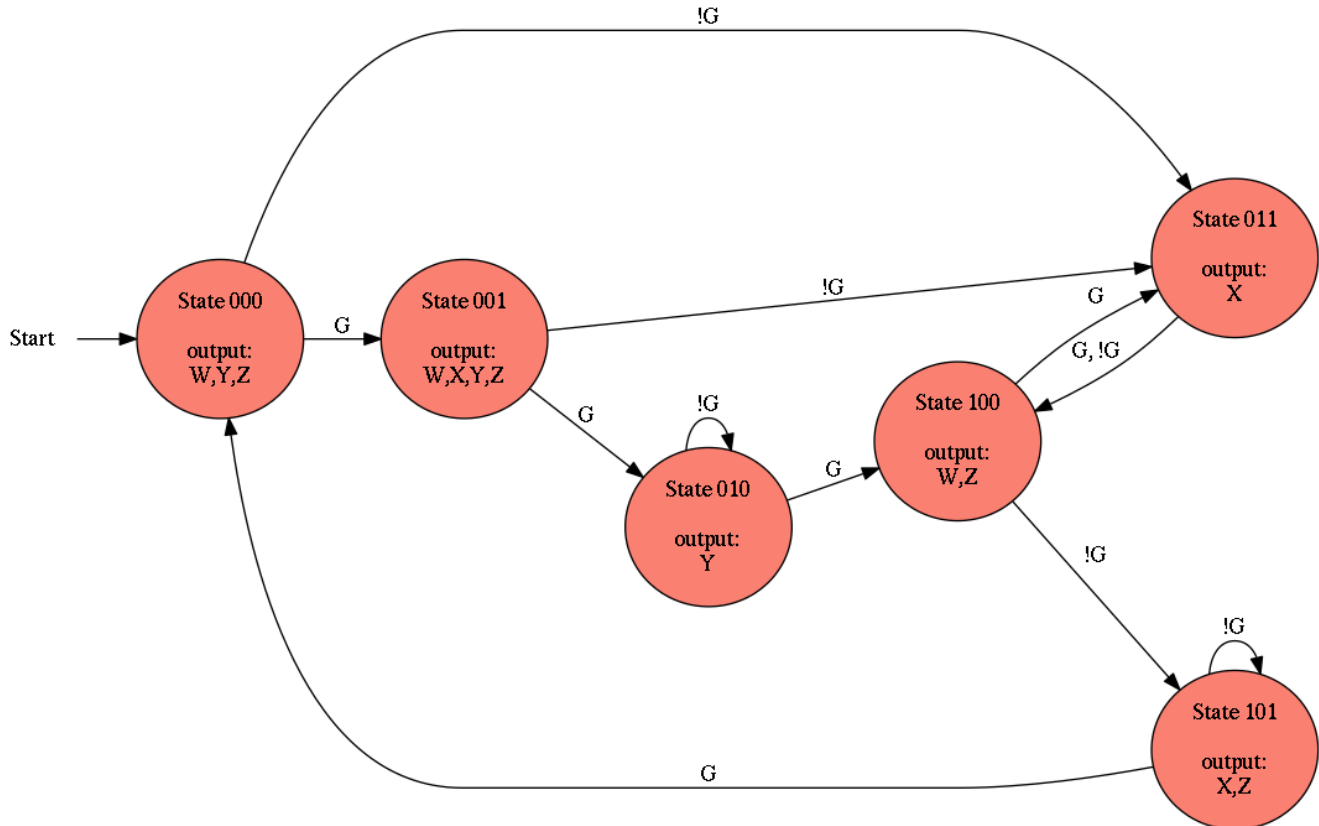 !G
State 011
output:
X
!G
G
G, !G
State 000
output:
W,Y,Z
State 001
output:
W,X,Y,Z
Start
G
G
!G
State 010
output:
Y
G
State 100
output:
W,Z
!G
!G
State 101
output:
X,Z
G